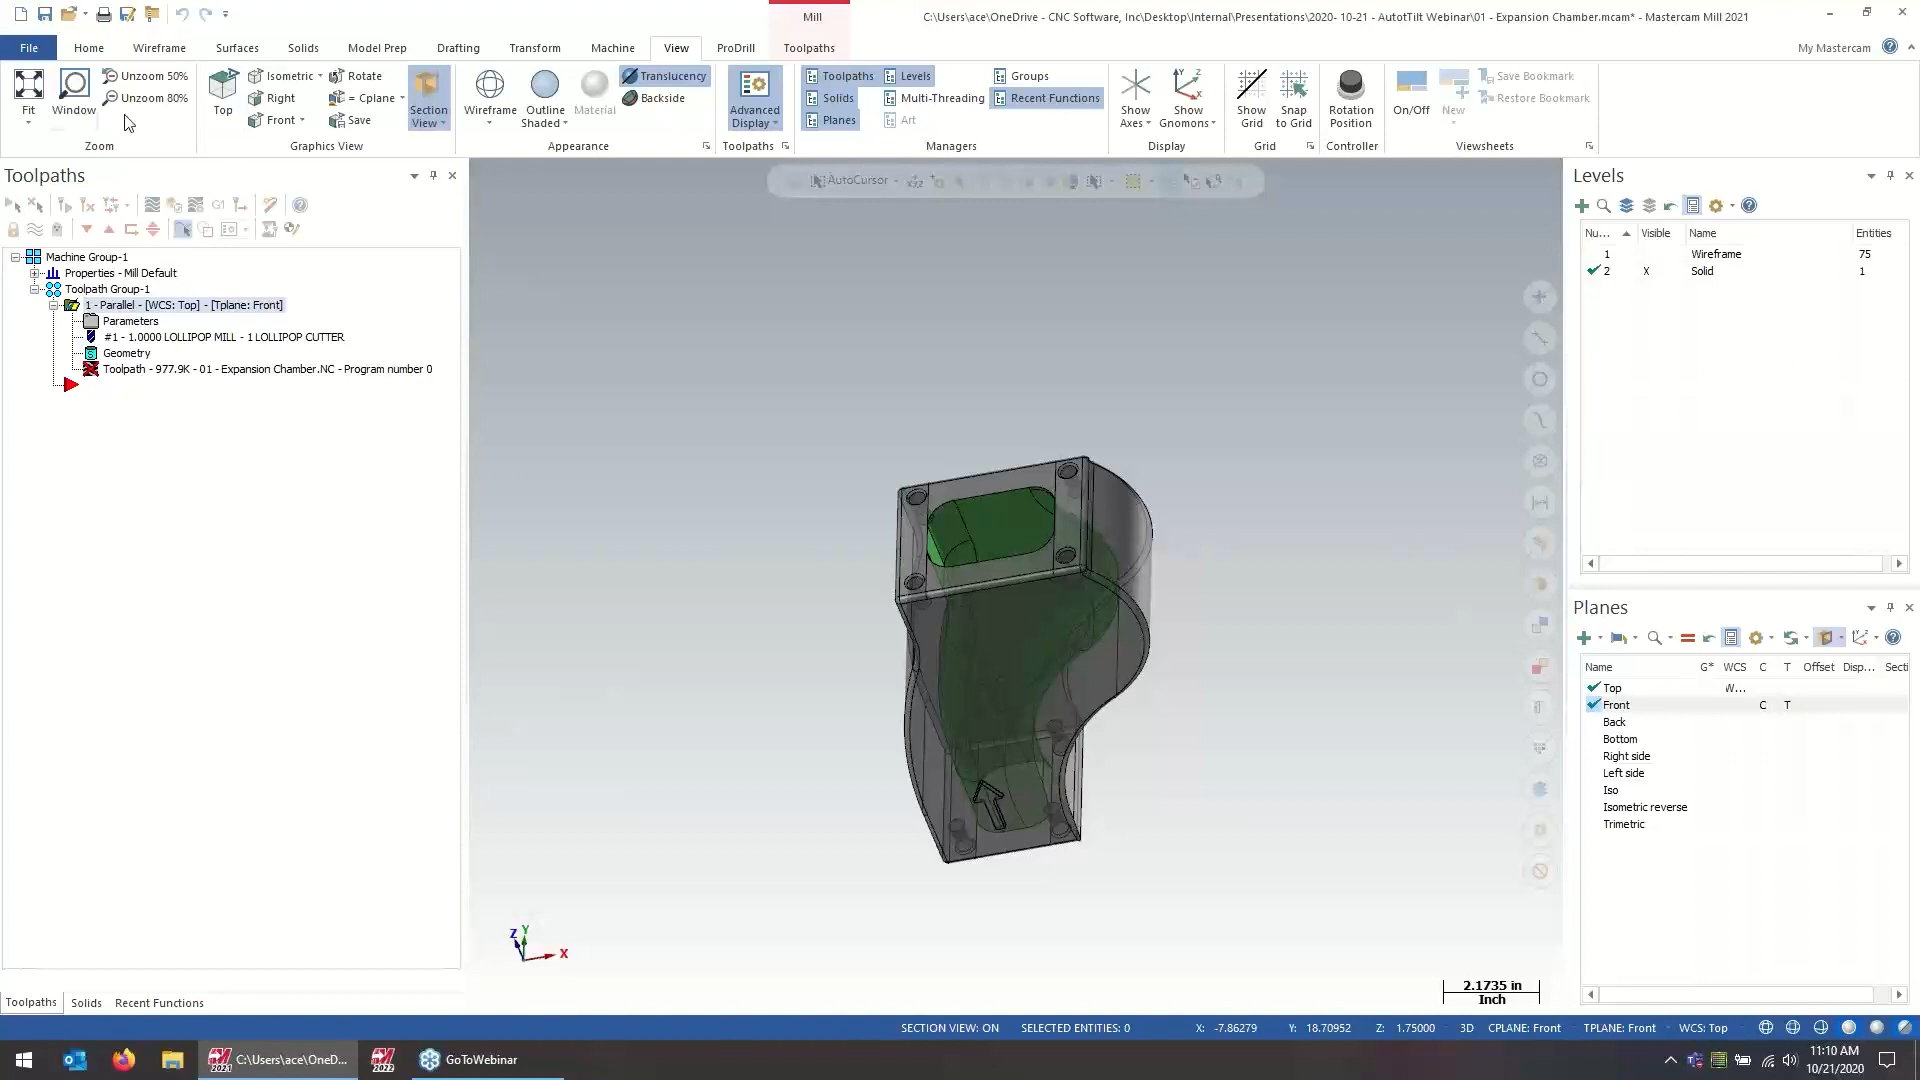 Mill
C:\Users\ace\OneDrive - CNC Software, Inc\Desktop\Internal\Presentations\2020- 10-21 - AutotTilt Webinar\01 - Expansion Chamber.mcam* - Mastercam Mill 2021
File Home Wireframe Surfaces Solids Model Prep Drafting Transform Machine View ProDrill Toolpaths My Mastercam
Unzoom 50% Isometric Rotate Translucency Toolpaths Levels Groups Save Bookmark
Unzoom 80% Right = Cplane Backside Solids Multi-Threading Recent Functions Restore Bookmark
Fit Window Top Section View Wireframe Outline Shaded Material Advanced Display Show Axes Show Gnomons Show Grid Snap to Grid Rotation Position On/Off New
Front Save Planes Art
Zoom Graphics View Appearance Toolpaths Managers Display Grid Controller Viewsheets
Toolpaths
AutoCursor
G1
Machine Group-1
Properties - Mill Default
Toolpath Group-1
1 - Parallel - [WCS: Top] - [Tplane: Front]
Parameters
#1 - 1.0000 LOLLIPOP MILL - 1 LOLLIPOP CUTTER
Geometry
Toolpath - 977.9K - 01 - Expansion Chamber.NC - Program number 0
Levels
Nu... Visible Name Entities
1 Wireframe 75
2 X Solid 1
Planes
Name G* WCS C T Offset Disp... Secti
Top W...
Front C T
Back
Bottom
Right side
Left side
Iso
Isometric reverse
Trimetric
Z Y X
2.1735 in
Inch
Toolpaths Solids Recent Functions
SECTION VIEW: ON SELECTED ENTITIES: 0 X: -7.86279 Y: 18.70952 Z: 1.75000 3D CPLANE: Front TPLANE: Front WCS: Top
2021 C:\Users\ace\OneD... 2022 GoToWebinar
11:10 AM
10/21/2020